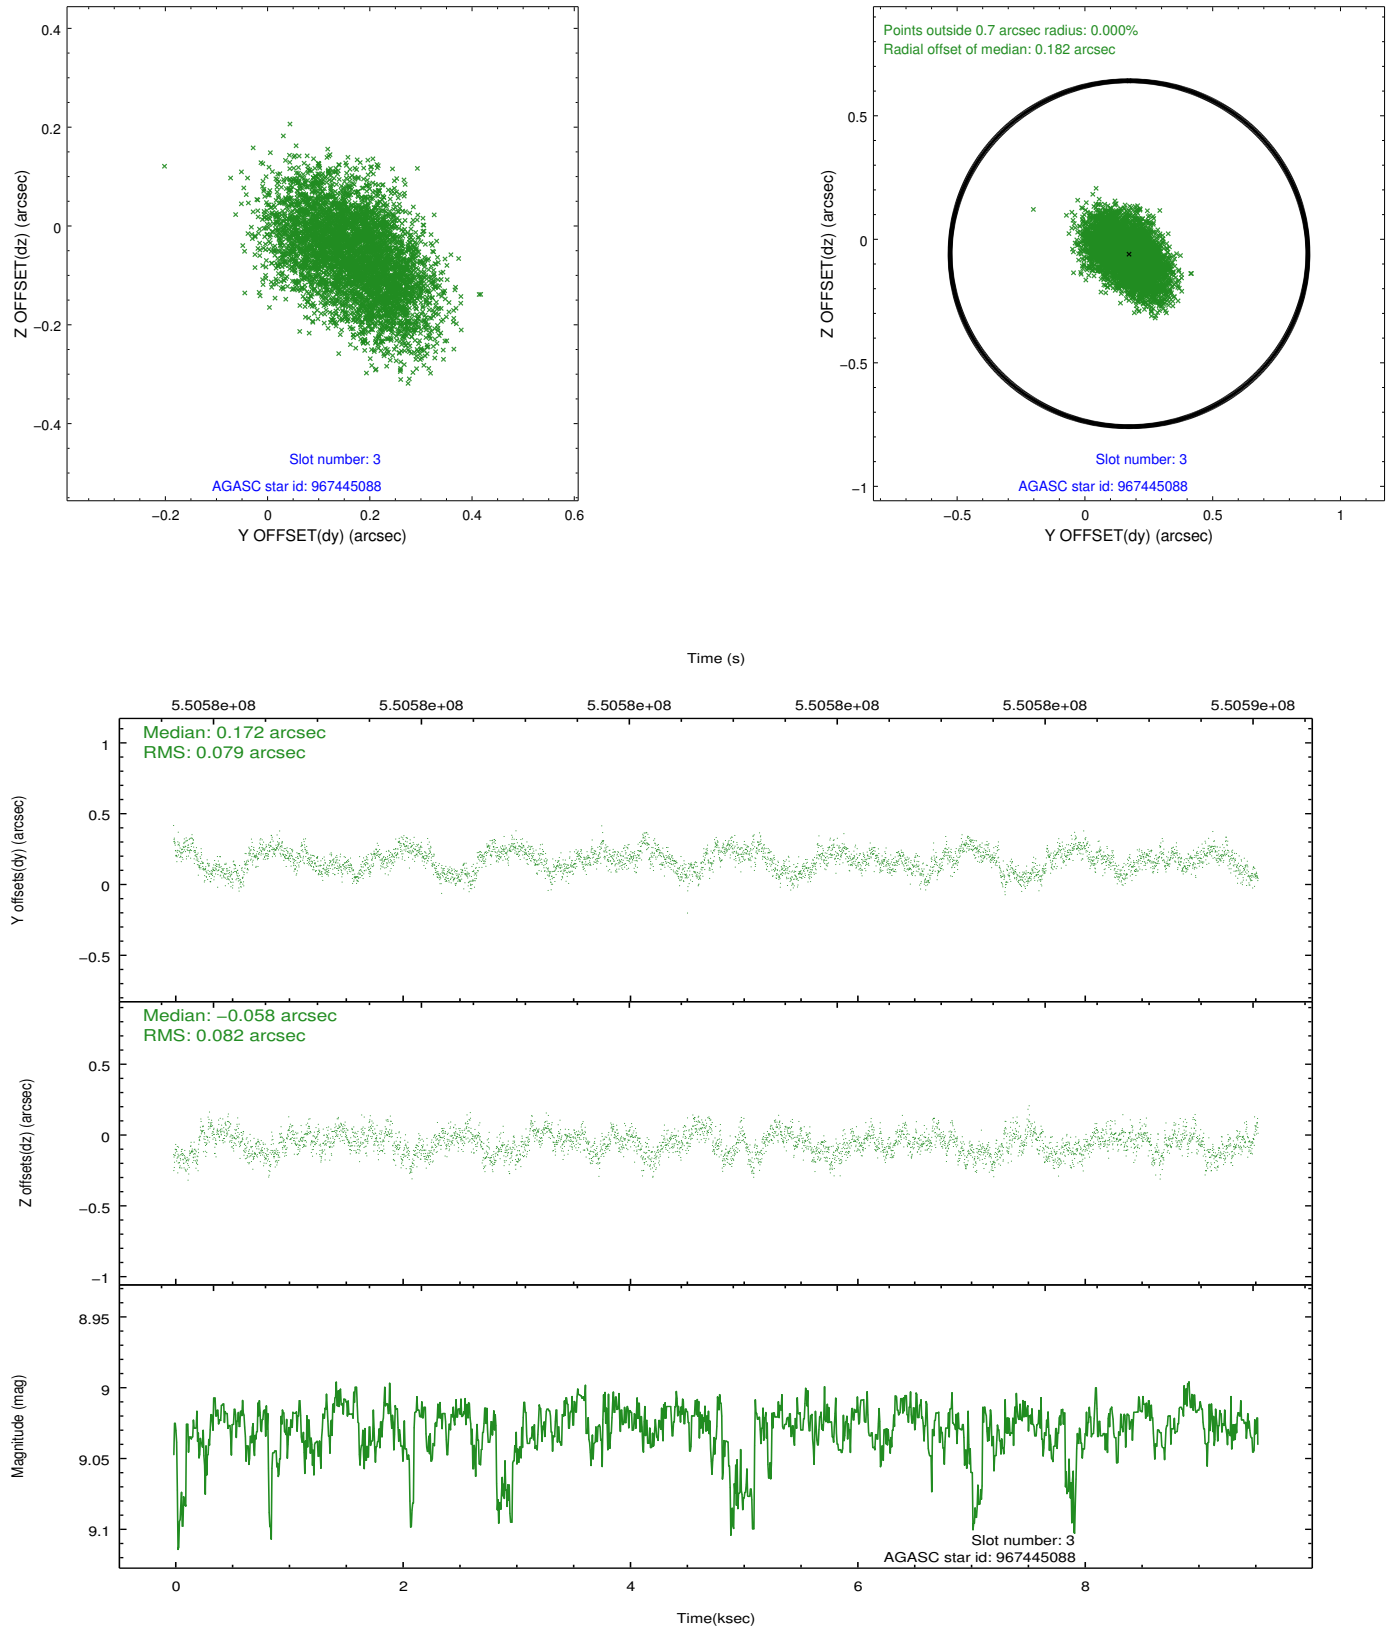 0.4
0.2
0
−0.2
−0.4
Z OFFSET(dz) (arcsec)
Slot number: 3
AGASC star id: 967445088
−0.2 0 0.2 0.4 0.6
Y OFFSET(dy) (arcsec)
Points outside 0.7 arcsec radius: 0.000%
Radial offset of median: 0.182 arcsec
0.5
0
−0.5
−1
Z OFFSET(dz) (arcsec)
Slot number: 3
AGASC star id: 967445088
−0.5 0 0.5 1
Y OFFSET(dy) (arcsec)
Time (s)
5.5058e+08 5.5058e+08 5.5058e+08 5.5058e+08 5.5058e+08 5.5059e+08
Median: 0.172 arcsec
RMS: 0.079 arcsec
1
0.5
0
−0.5
Y offsets(dy) (arcsec)
Median: −0.058 arcsec
RMS: 0.082 arcsec
0.5
0
−0.5
−1
Z offsets(dz) (arcsec)
8.95
9
9.05
9.1
Magnitude (mag)
Slot number: 3
AGASC star id: 967445088
0 2 4 6 8
Time(ksec)